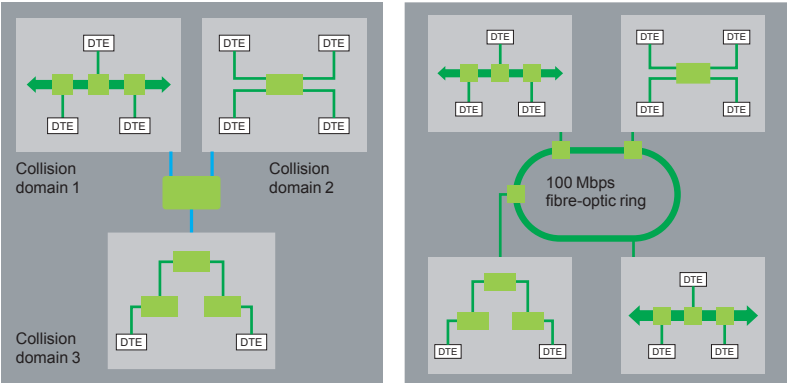 DTE
DTE DTE
DTE DTE
DTE DTE
Collision
domain 1
Collision
domain 2
Collision
domain 3
DTE DTE
DTE
DTE DTE
DTE DTE
DTE DTE
100 Mbps
fibre-optic ring
DTE DTE
DTE
DTE DTE